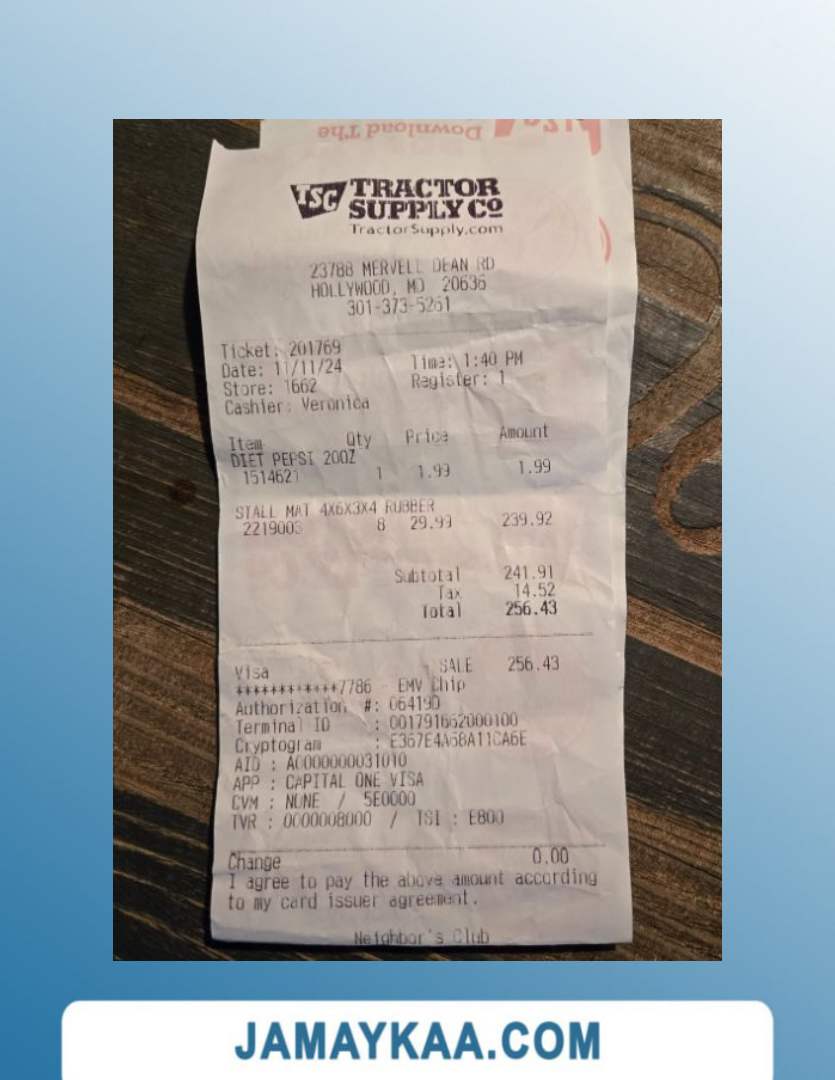 Download The
TSC TRACTOR
SUPPLY CO
TractorSupply.com
23788 MERVELL DEAN RD
HOLLYWOOD, MD 20636
301-373-5261
Ticket: 201769
Date: 11/11/24 Time: 1:40 PM
Store: 1662 Register: 1
Cashier: Veronica
Item Qty Price Amount
DIET PEPSI 20OZ
1 1.99 1.99
STALL MAT 4X6X3X4 RUBBER
2219003 8 29.99 239.92
Subtotal 241.91
Tax 14.52
Total 256.43
Visa SALE 256.43
************7786 - EMV Chip
Authorization #: 06419D
Terminal ID : 001791662000100
Cryptogram :
AID : A0000000031010
APP : CAPITAL ONE VISA
CVM : NONE / 5E0000
TVR : 0000008000 / TSI : E800
Change 0.00
I agree to pay the above amount according
to my card issuer agreement.
Neighbor's Club
JAMAYKAA.COM